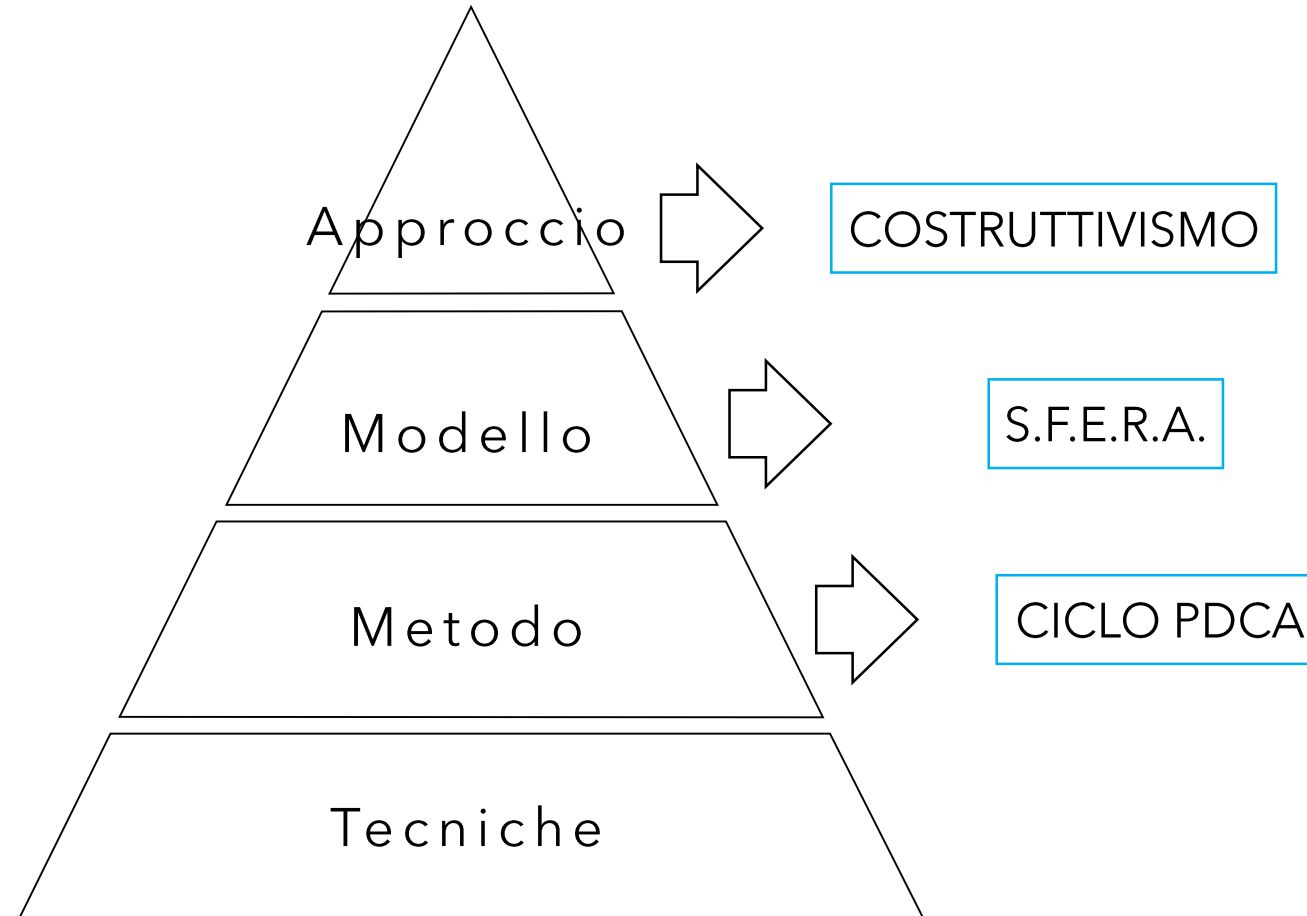 Approccio
COSTRUTTIVISMO
Modello
S.F.E.R.A.
Metodo
CICLO PDCA
Tecniche